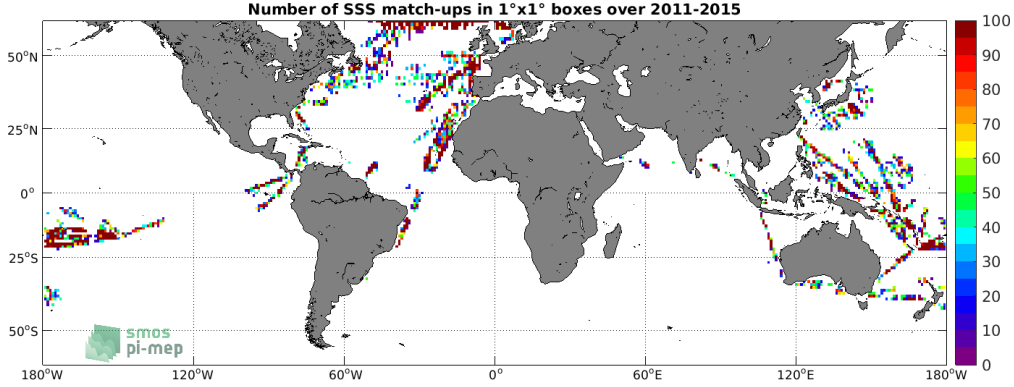 Number of SSS match-ups in 1°x1° boxes over 2011-2015
50°N
25°N
0°
25°S
50°S
180°W
120°W
60°W
0°E
60°E
120°E
180°W
100
90
80
70
60
50
40
30
20
10
0
smos
pi-mep